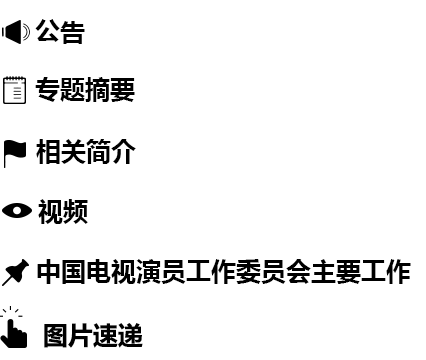 公告
专题摘要
相关简介
视频
中国电视演员工作委员会主要工作
图片速递